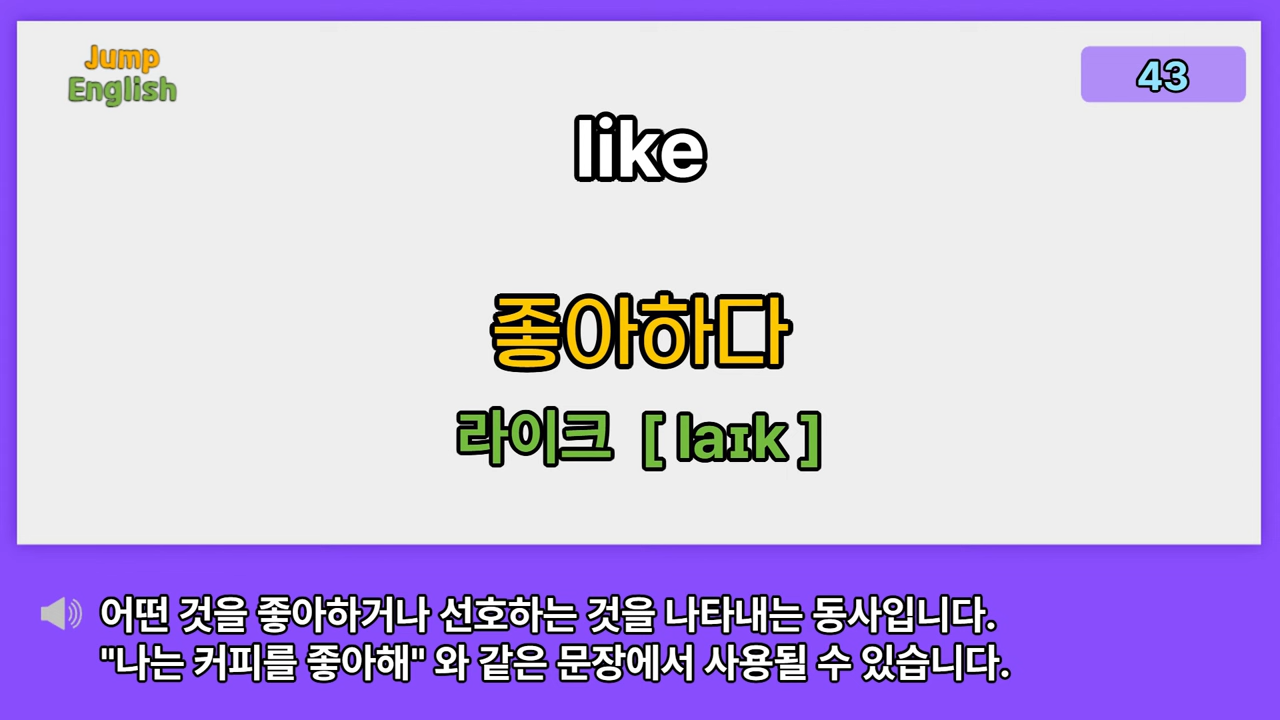 Jump
English
43
like
좋아하다
라이크 [ laɪk ]
어떤 것을 좋아하거나 선호하는 것을 나타내는 동사입니다.
"나는 커피를 좋아해" 와 같은 문장에서 사용될 수 있습니다.